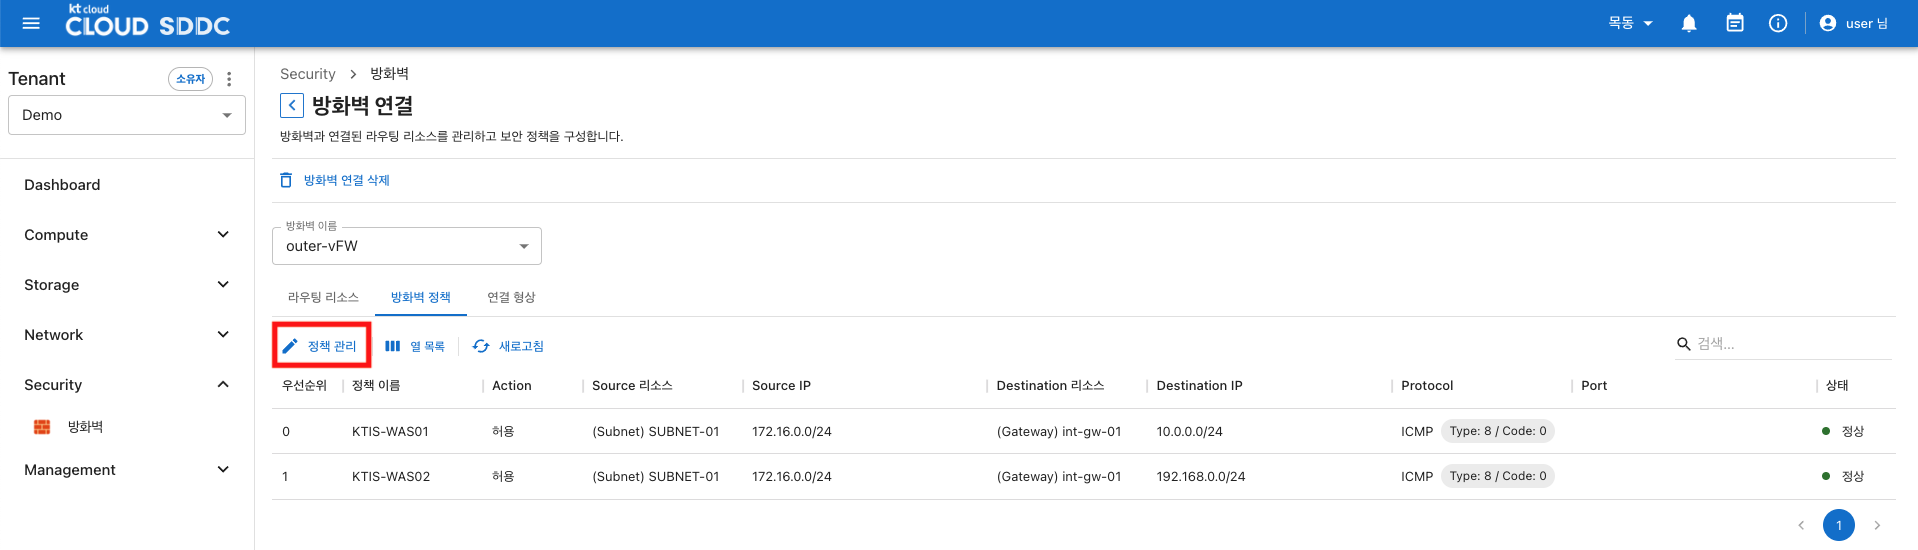 kt cloud
CLOUD SDDC
목동
user 님
Tenant
소유자
Demo
Dashboard
Compute
Storage
Network
Security
방화벽
Management
Security > 방화벽
방화벽 연결
방화벽과 연결된 라우팅 리소스를 관리하고 보안 정책을 구성합니다.
방화벽 연결 삭제
방화벽 이름
outer-vFW
라우팅 리소스 방화벽 정책 연결 형상
정책 관리 열 목록 새로고침 검색...
우선순위 정책 이름 Action Source 리소스 Source IP Destination 리소스 Destination IP Protocol Port 상태
0 KTIS-WAS01 허용 (Subnet) SUBNET-01 172.16.0.0/24 (Gateway) int-gw-01 10.0.0.0/24 ICMP Type: 8 / Code: 0 정상
1 KTIS-WAS02 허용 (Subnet) SUBNET-01 172.16.0.0/24 (Gateway) int-gw-01 192.168.0.0/24 ICMP Type: 8 / Code: 0 정상
1